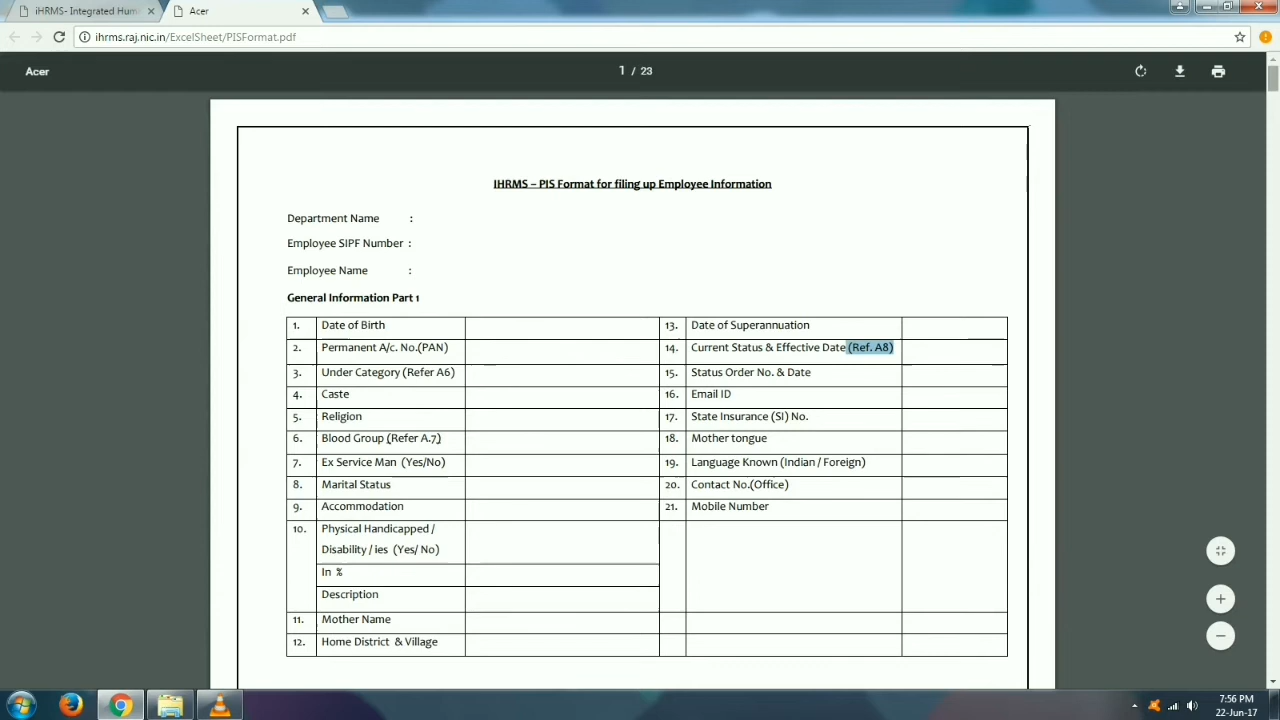 iHRMS- Integrated Hum
Acer
ihrms.raj.nic.in/ExcelSheet/PISFormat.pdf
Acer
1 / 23
IHRMS – PIS Format for filing up Employee Information
Department Name :
Employee SIPF Number :
Employee Name :
General Information Part 1
1. Date of Birth 13. Date of Superannuation
2. Permanent A/c. No.(PAN) 14. Current Status & Effective Date (Ref. A8)
3. Under Category (Refer A6) 15. Status Order No. & Date
4. Caste 16. Email ID
5. Religion 17. State Insurance (SI) No.
6. Blood Group (Refer A.7) 18. Mother tongue
7. Ex Service Man (Yes/No) 19. Language Known (Indian / Foreign)
8. Marital Status 20. Contact No.(Office)
9. Accommodation 21. Mobile Number
10. Physical Handicapped /
Disability / ies (Yes/ No)
In %
Description
11. Mother Name
12. Home District & Village
7:56 PM
22-Jun-17